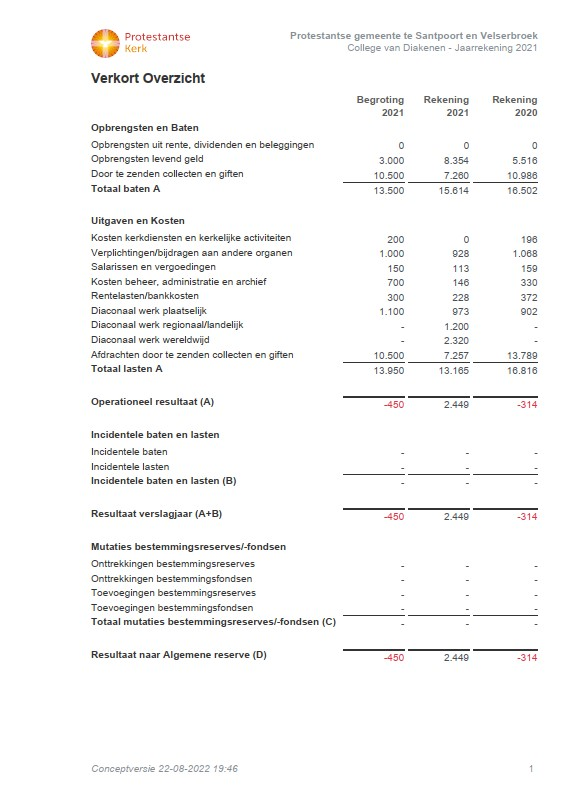 Protestantse
Kerk
Protestantse gemeente te Santpoort en Velserbroek
College van Diakenen - Jaarrekening 2021
Verkort Overzicht
Begroting Rekening Rekening
2021 2021 2020
Opbrengsten en Baten
Opbrengsten uit rente, dividenden en beleggingen 0 0 0
Opbrengsten levend geld 3.000 8.354 5.516
Door te zenden collecten en giften 10.500 7.260 10.986
Totaal baten A 13.500 15.614 16.502
Uitgaven en Kosten
Kosten kerkdiensten en kerkelijke activiteiten 200 0 196
Verplichtingen/bijdragen aan andere organen 1.000 928 1.068
Salarissen en vergoedingen 150 113 159
Kosten beheer, administratie en archief 700 146 330
Rentelasten/bankkosten 300 228 372
Diaconaal werk plaatselijk 1.100 973 902
Diaconaal werk regionaal/landelijk - 1.200 -
Diaconaal werk wereldwijd - 2.320 -
Afdrachten door te zenden collecten en giften 10.500 7.257 13.789
Totaal lasten A 13.950 13.165 16.816
Operationeel resultaat (A) -450 2.449 -314
Incidentele baten en lasten
Incidentele baten - - -
Incidentele lasten - - -
Incidentele baten en lasten (B) - - -
Resultaat verslagjaar (A+B) -450 2.449 -314
Mutaties bestemmingsreserves/-fondsen
Onttrekkingen bestemmingsreserves - - -
Onttrekkingen bestemmingsfondsen - - -
Toevoegingen bestemmingsreserves - - -
Toevoegingen bestemmingsfondsen - - -
Totaal mutaties bestemmingsreserves/-fondsen (C) - - -
Resultaat naar Algemene reserve (D) -450 2.449 -314
Conceptversie 22-08-2022 19:46 1